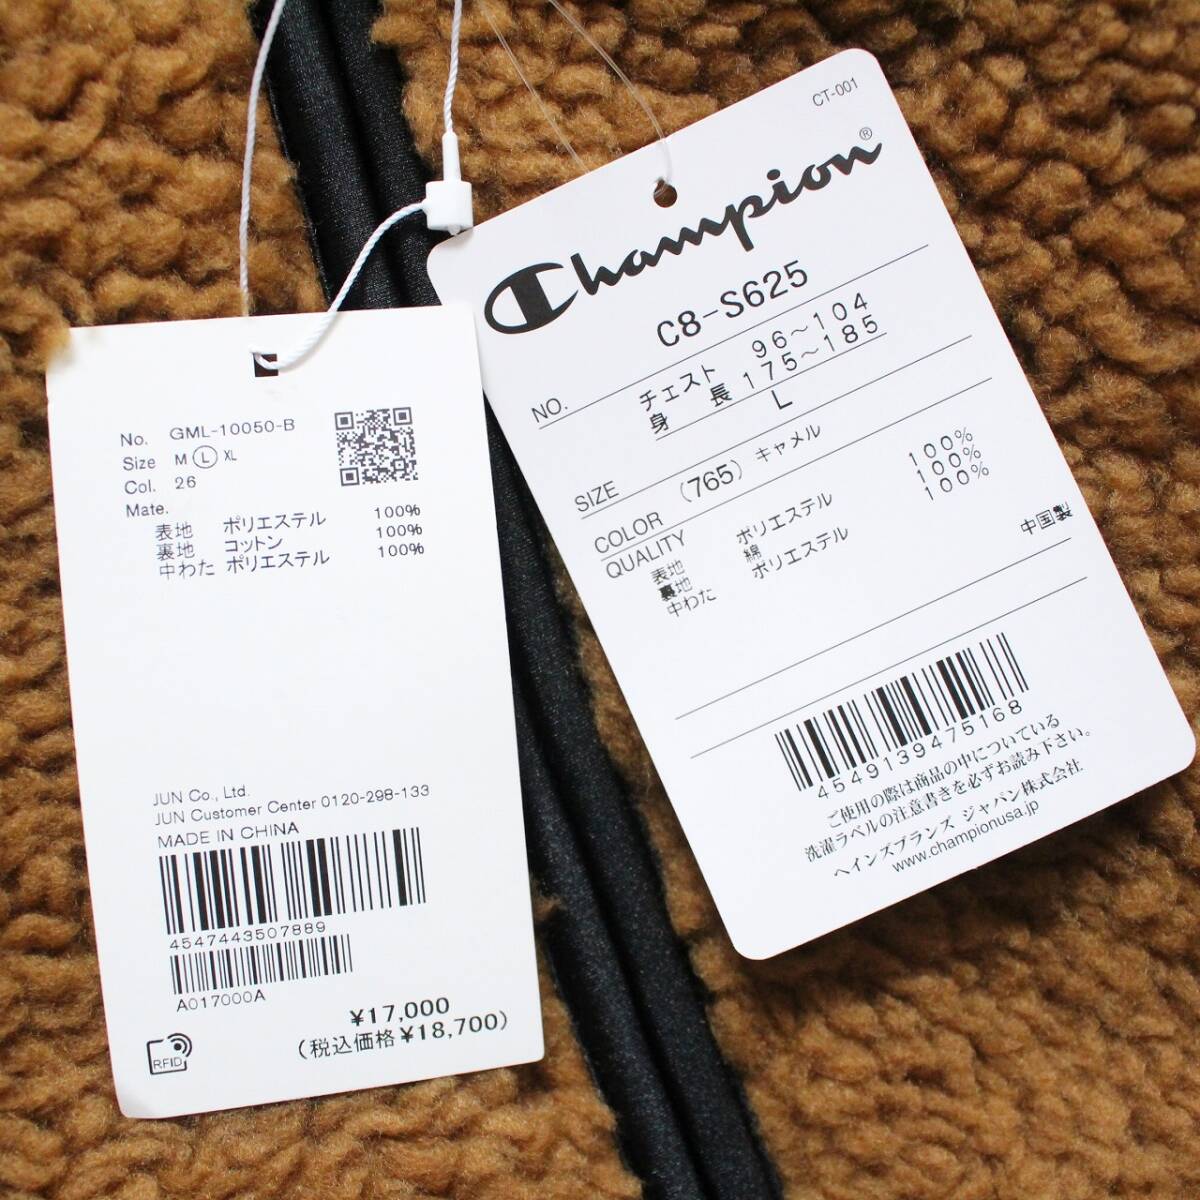 No. GML-10050-B
Size M L XL
Col. 26
Mate.
表地 ポリエステル 100%
裏地 コットン 100%
中わた ポリエステル 100%
JUN Co., Ltd.
JUN Customer Center 0120-298-133
MADE IN CHINA
4547443507889
A017000A
¥17,000
(税込価格¥18,700)
RFID
CT-001
Champion®
NO. C8-S625
チェスト 96～104
身長 175～185
SIZE L
COLOR (765) キャメル
QUALITY
表地 ポリエステル 100%
裏地 綿 100%
中わた ポリエステル 100%
中国製
4549139475168
ご使用の際は商品の中についている
洗濯ラベルの注意書きを必ずお読み下さい。
ヘインズブランズ ジャパン株式会社
www.championusa.jp